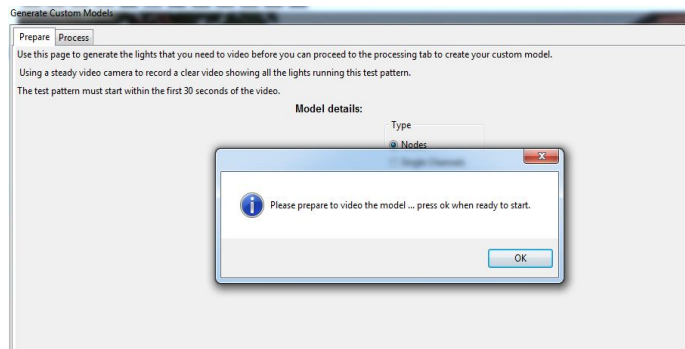 Generate Custom Models
Prepare Process
Use this page to generate the lights that you need to video before you can proceed to the processing tab to create your custom model.
Using a steady video camera to record a clear video showing all the lights running this test pattern.
The test pattern must start within the first 30 seconds of the video.
Model details:
Type
Nodes
Single Channel
Please prepare to video the model ... press ok when ready to start.
OK